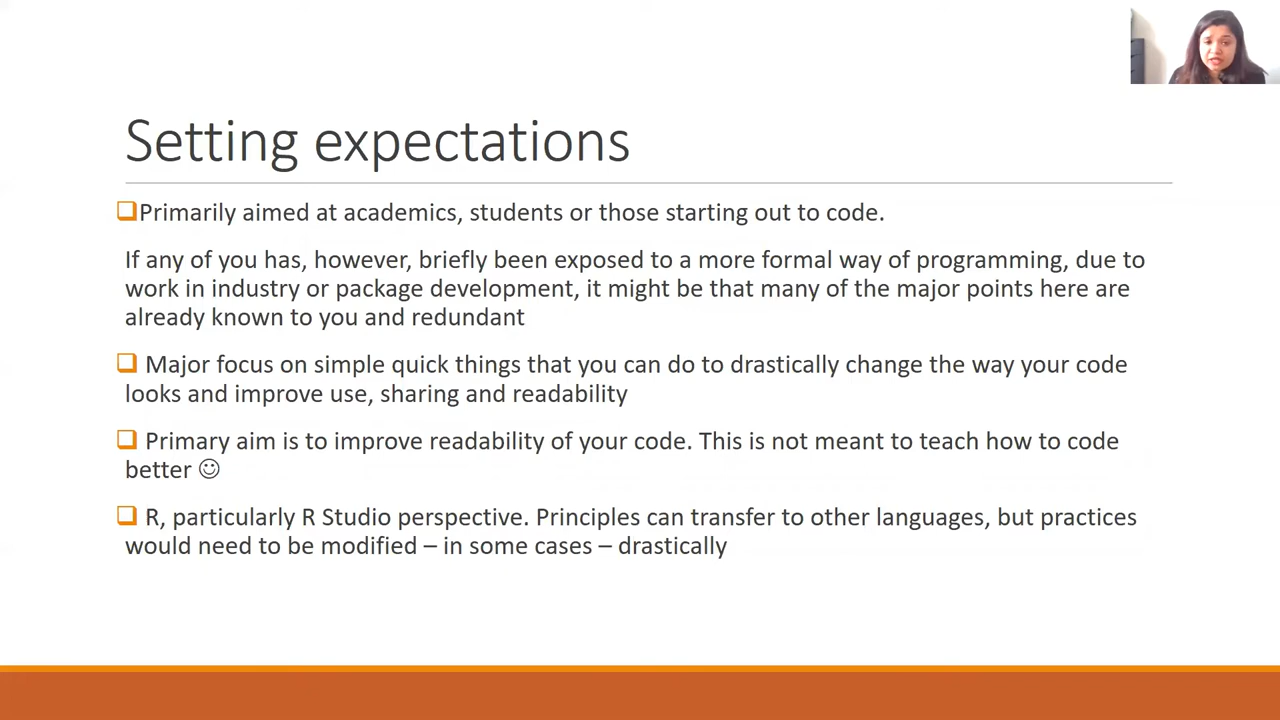 Setting expectations
❑Primarily aimed at academics, students or those starting out to code.
If any of you has, however, briefly been exposed to a more formal way of programming, due to
work in industry or package development, it might be that many of the major points here are
already known to you and redundant
❑ Major focus on simple quick things that you can do to drastically change the way your code
looks and improve use, sharing and readability
❑ Primary aim is to improve readability of your code. This is not meant to teach how to code
better ☺
❑ R, particularly R Studio perspective. Principles can transfer to other languages, but practices
would need to be modified – in some cases – drastically